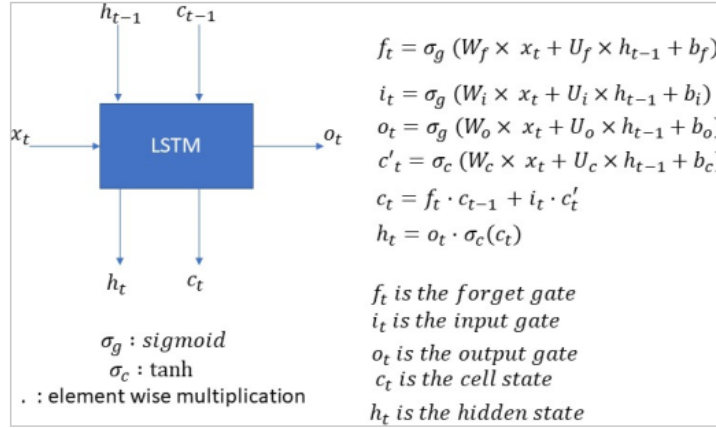 h_{t-1} c_{t-1}
x_t LSTM o_t
h_t c_t
σ_g : sigmoid
σ_c : tanh
. : element wise multiplication
f_t = σ_g (W_f × x_t + U_f × h_{t-1} + b_f)
i_t = σ_g (W_i × x_t + U_i × h_{t-1} + b_i)
o_t = σ_g (W_o × x_t + U_o × h_{t-1} + b_o)
c'_t = σ_c (W_c × x_t + U_c × h_{t-1} + b_c)
c_t = f_t · c_{t-1} + i_t · c'_t
h_t = o_t · σ_c(c_t)
f_t is the forget gate
i_t is the input gate
o_t is the output gate
c_t is the cell state
h_t is the hidden state